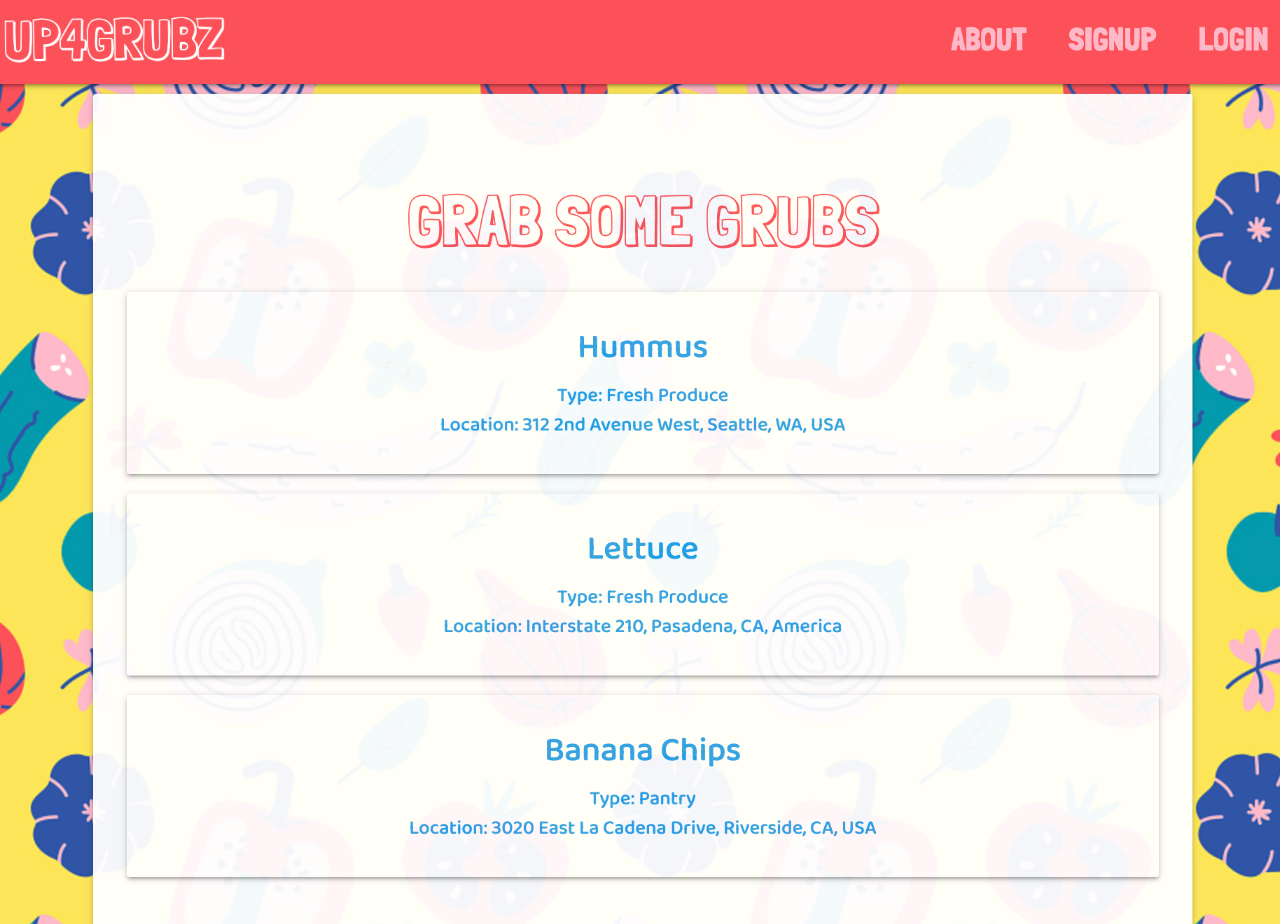 UP4GRUBZ
ABOUT SIGNUP LOGIN
GRAB SOME GRUBS
Hummus
Type: Fresh Produce
Location: 312 2nd Avenue West, Seattle, WA, USA
Lettuce
Type: Fresh Produce
Location: Interstate 210, Pasadena, CA, America
Banana Chips
Type: Pantry
Location: 3020 East La Cadena Drive, Riverside, CA, USA